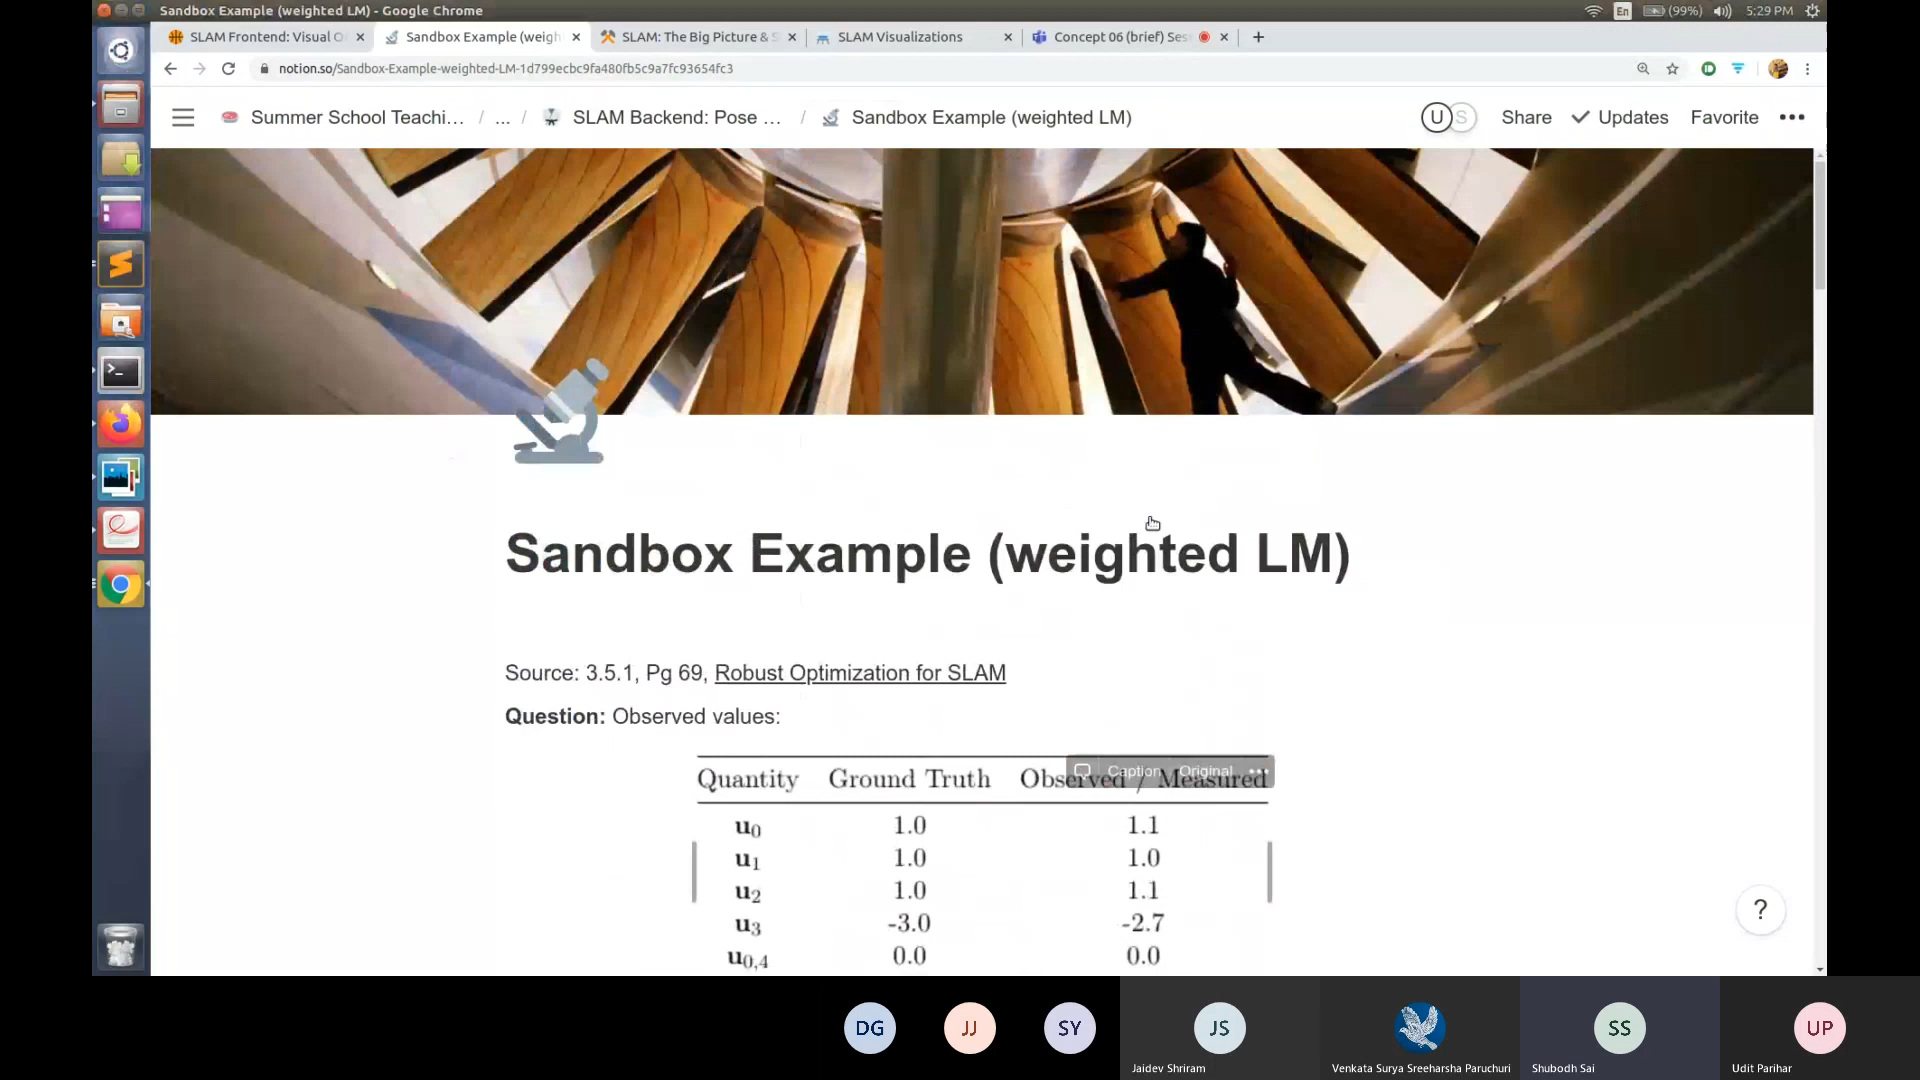 Sandbox Example (weighted LM) - Google Chrome
En
(99%)
5:29 PM
SLAM Frontend: Visual O
Sandbox Example (weigh
SLAM: The Big Picture & S
SLAM Visualizations
Concept 06 (brief) Ses
notion.so/Sandbox-Example-weighted-LM-1d799ecbc9fa480fb5c9a7fc93654fc3
Summer School Teachi... / ... / SLAM Backend: Pose ... / Sandbox Example (weighted LM)
U S Share Updates Favorite
Sandbox Example (weighted LM)
Source: 3.5.1, Pg 69, Robust Optimization for SLAM
Question: Observed values:
Caption Original
Quantity Ground Truth Observed / Measured
u0 1.0 1.1
u1 1.0 1.0
u2 1.0 1.1
u3 -3.0 -2.7
u0,4 0.0 0.0
?
DG JJ SY JS SS UP
Jaidev Shriram Venkata Surya Sreeharsha Paruchuri Shubodh Sai Udit Parihar